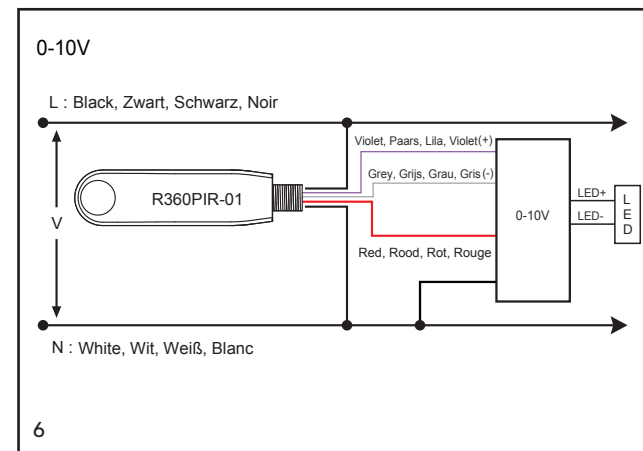 0-10V
L : Black, Zwart, Schwarz, Noir
Violet, Paars, Lila, Violet(+)
Grey, Grijs, Grau, Gris (-)
R360PIR-01
V
0-10V
LED+
LED-
LED
Red, Rood, Rot, Rouge
N : White, Wit, Weiß, Blanc
6